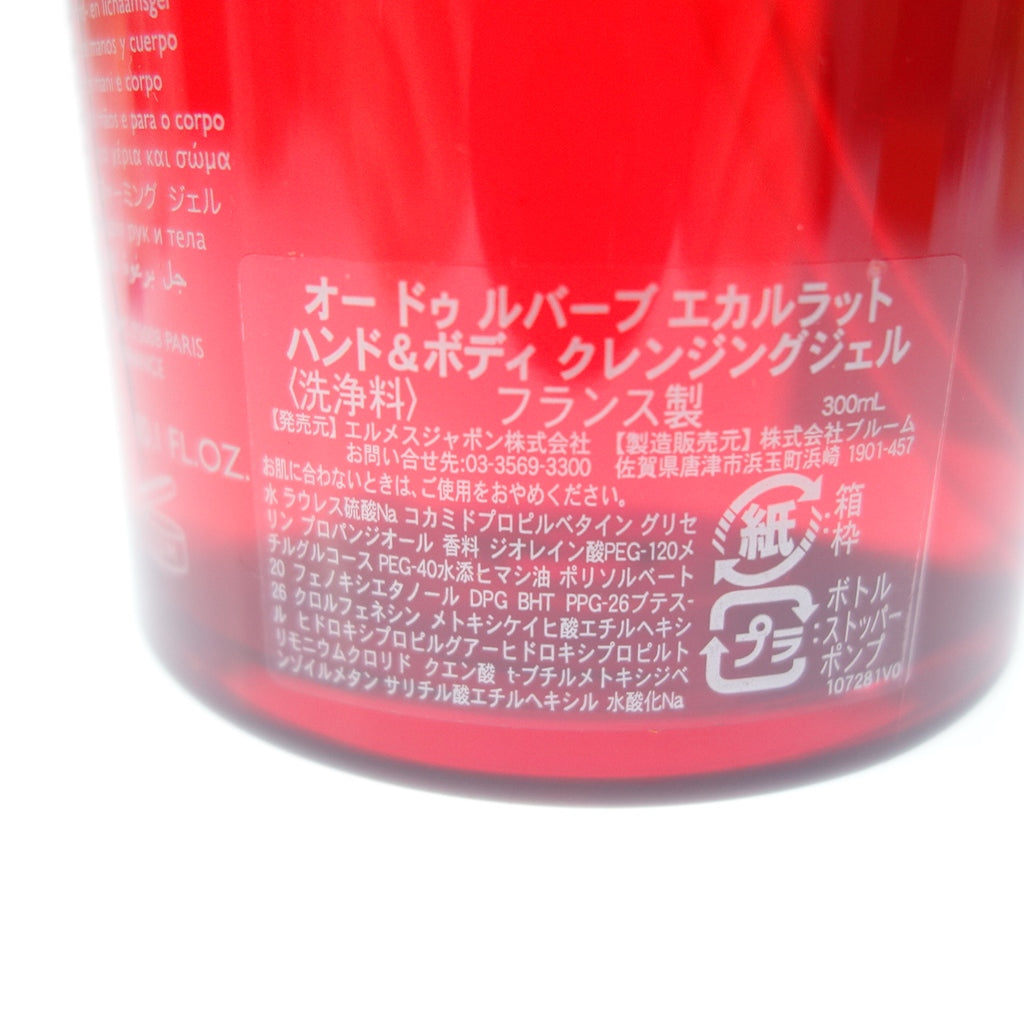 en lichaamsgel
manos y cuerpo
mani e corpo
e para o corpo
και σώμα
ーミング ジェル
рук и тела
PARIS
FL.OZ.
オー ドゥ ルバーブ エカルラット
ハンド&ボディ クレンジングジェル
〈洗浄料〉 フランス製 300mL
【発売元】エルメスジャポン株式会社 【製造販売元】株式会社ブルーム
お問い合せ先:03-3569-3300 佐賀県唐津市浜玉町浜崎 1901-457
お肌に合わないときは、ご使用をおやめください。
水 ラウレス硫酸Na コカミドプロピルベタイン グリセ
リン プロパンジオール 香料 ジオレイン酸PEG-120メ
チルグルコース PEG-40水添ヒマシ油 ポリソルベート
20 フェノキシエタノール DPG BHT PPG-26ブテス-
26 クロルフェネシン メトキシケイヒ酸エチルヘキシ
ル ヒドロキシプロピルグアーヒドロキシプロピルト
リモニウムクロリド クエン酸 t-ブチルメトキシジベ
ンゾイルメタン サリチル酸エチルヘキシル 水酸化Na
紙 :箱
枠
プラ :ボトル
ストッパー
ポンプ
107281V0